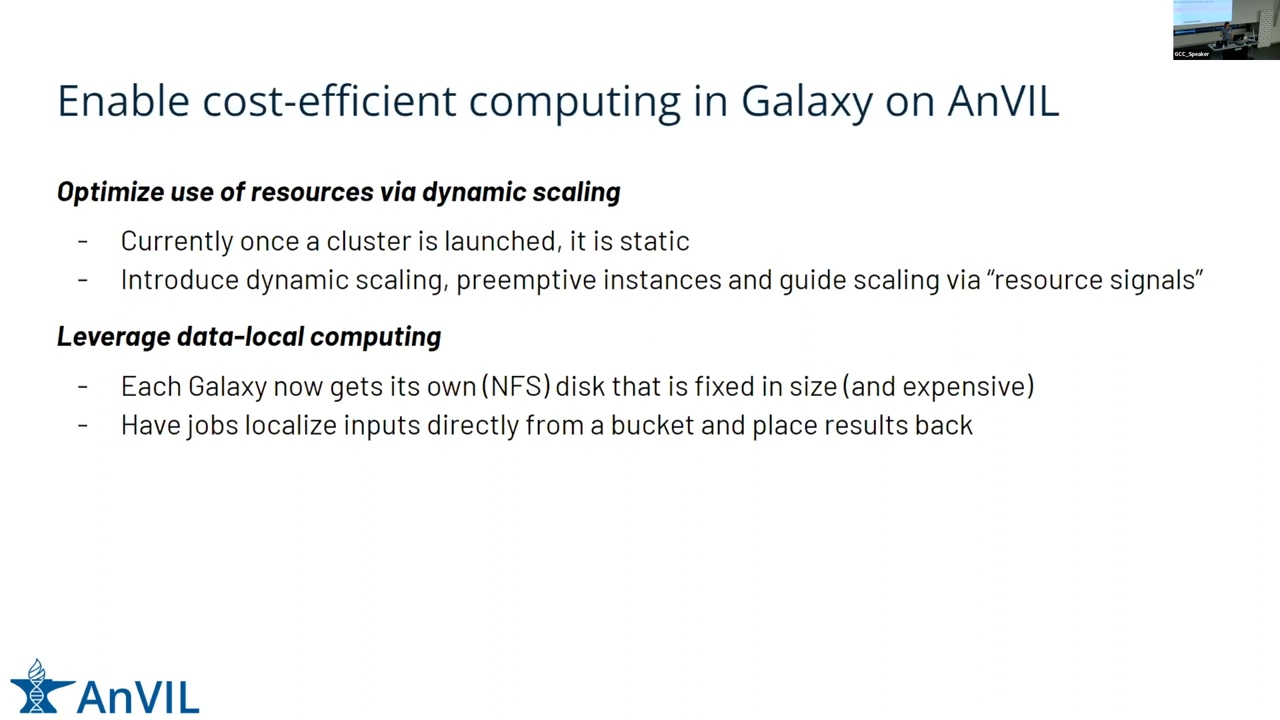 GCC_Speaker
Enable cost-efficient computing in Galaxy on AnVIL
Optimize use of resources via dynamic scaling
- Currently once a cluster is launched, it is static
- Introduce dynamic scaling, preemptive instances and guide scaling via “resource signals”
Leverage data-local computing
- Each Galaxy now gets its own (NFS) disk that is fixed in size (and expensive)
- Have jobs localize inputs directly from a bucket and place results back
AnVIL